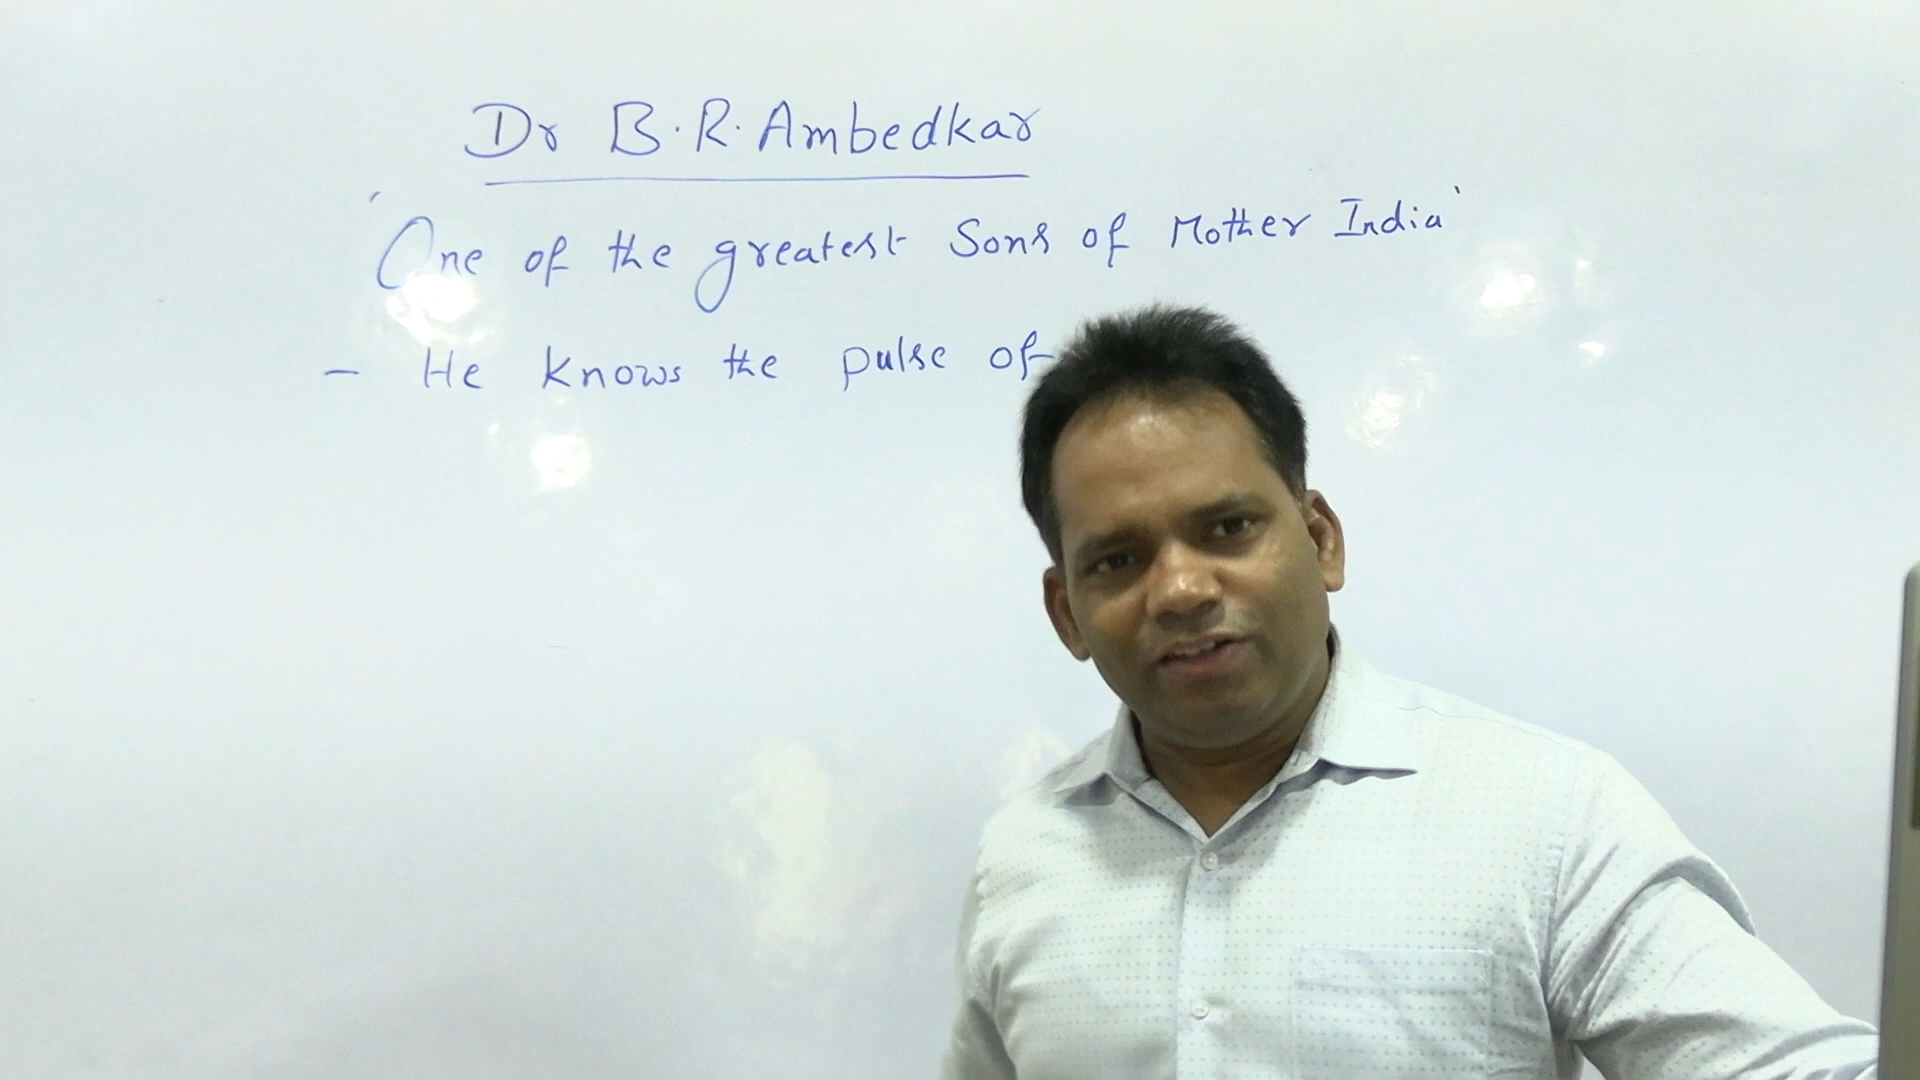 Dr B.R. Ambedkar
'One of the greatest Sons of Mother India'
- He knows the pulse of